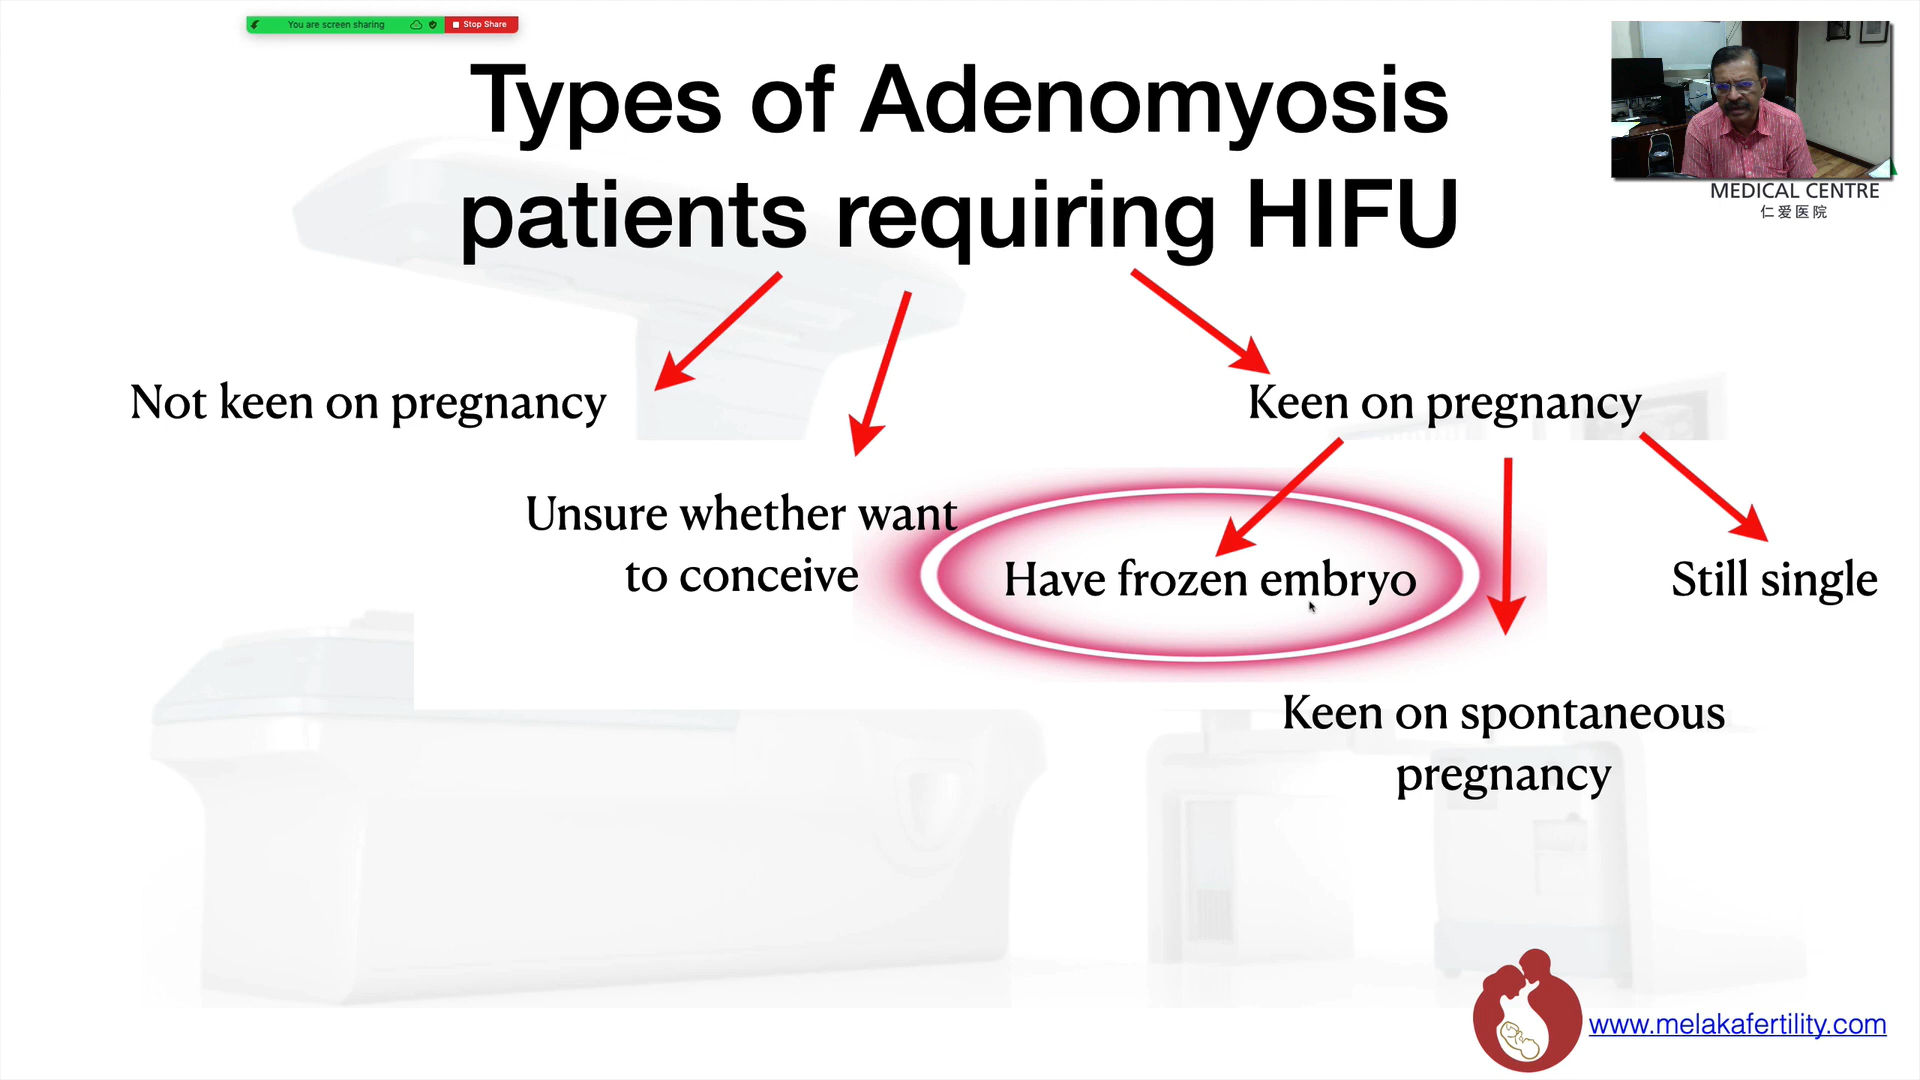 You are screen sharing
Stop Share
Types of Adenomyosis
patients requiring HIFU
MEDICAL CENTRE
仁爱医院
Not keen on pregnancy
Keen on pregnancy
Unsure whether want
to conceive
Have frozen embryo
Still single
Keen on spontaneous
pregnancy
www.melakafertility.com